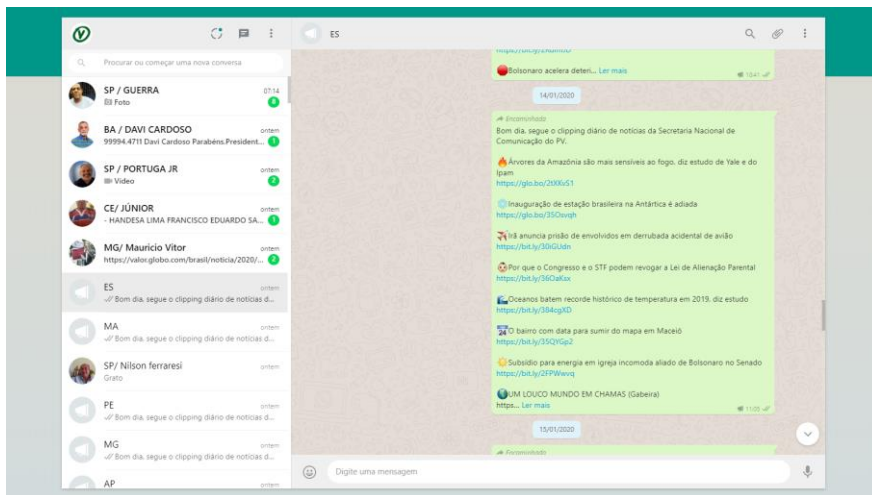 ES
Procurar ou começar uma nova conversa
SP / GUERRA
07:14
Foto
8
BA / DAVI CARDOSO
ontem
99994.4711 Davi Cardoso Parabéns.President...
1
SP / PORTUGA JR
ontem
Vídeo
2
CE/ JÚNIOR
ontem
- HANDESA LIMA FRANCISCO EDUARDO SA...
1
MG/ Mauricio Vitor
ontem
https://valor.globo.com/brasil/noticia/2020/...
2
ES
ontem
Bom dia, segue o clipping diário de notícias d...
MA
ontem
Bom dia, segue o clipping diário de notícias d...
SP/ Nilson ferraresi
ontem
Grato
PE
ontem
Bom dia, segue o clipping diário de notícias d...
MG
ontem
Bom dia, segue o clipping diário de notícias d...
AP
ontem
Bolsonaro acelera deteri... Ler mais
10:41
14/01/2020
Encaminhada
Bom dia, segue o clipping diário de notícias da Secretaria Nacional de
Comunicação do PV.
Árvores da Amazônia são mais sensíveis ao fogo, diz estudo de Yale e do
Ipam
https://glo.bo/2tXKvS1
Inauguração de estação brasileira na Antártica é adiada
https://glo.bo/35Osvqh
Irã anuncia prisão de envolvidos em derrubada acidental de avião
https://bit.ly/30iGUdn
Por que o Congresso e o STF podem revogar a Lei de Alienação Parental
https://bit.ly/36OaKsx
Oceanos batem recorde histórico de temperatura em 2019, diz estudo
https://bit.ly/384cgXD
O bairro com data para sumir do mapa em Maceió
https://bit.ly/35QYGp2
Subsídio para energia em igreja incomoda aliado de Bolsonaro no Senado
https://bit.ly/2FPWwvq
UM LOUCO MUNDO EM CHAMAS (Gabeira)
https... Ler mais
11:05
15/01/2020
Encaminhada
Digite uma mensagem